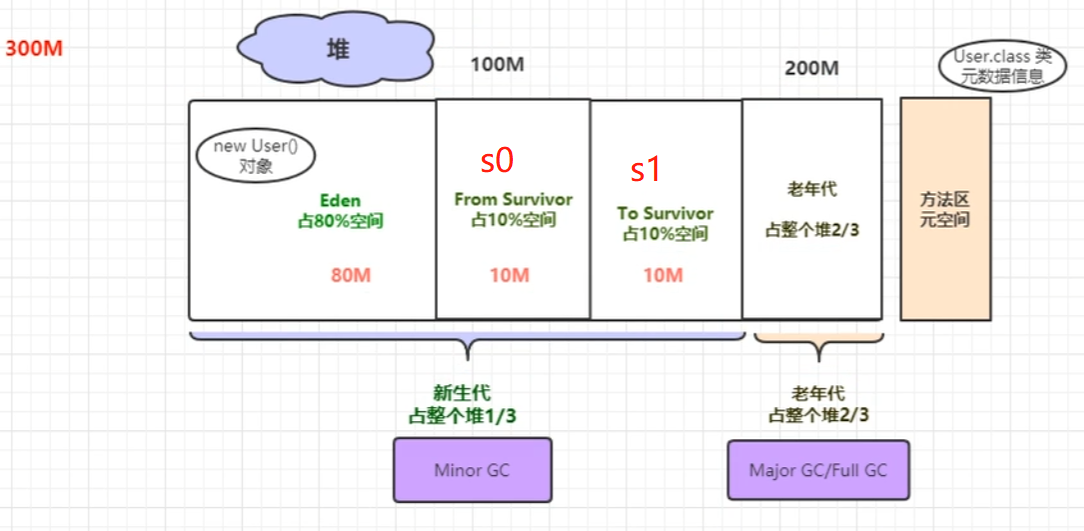 300M
堆
100M
200M
User.class 类
元数据信息
new User()
对象
s0
s1
Eden
占80%空间
80M
From Survivor
占10%空间
10M
To Survivor
占10%空间
10M
老年代
占整个堆2/3
方法区
元空间
新生代
占整个堆1/3
老年代
占整个堆2/3
Minor GC
Major GC/Full GC